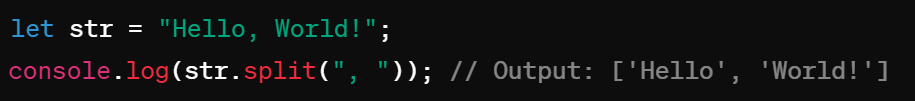 let str = "Hello, World!";
console.log(str.split(", ")); // Output: ['Hello', 'World!']